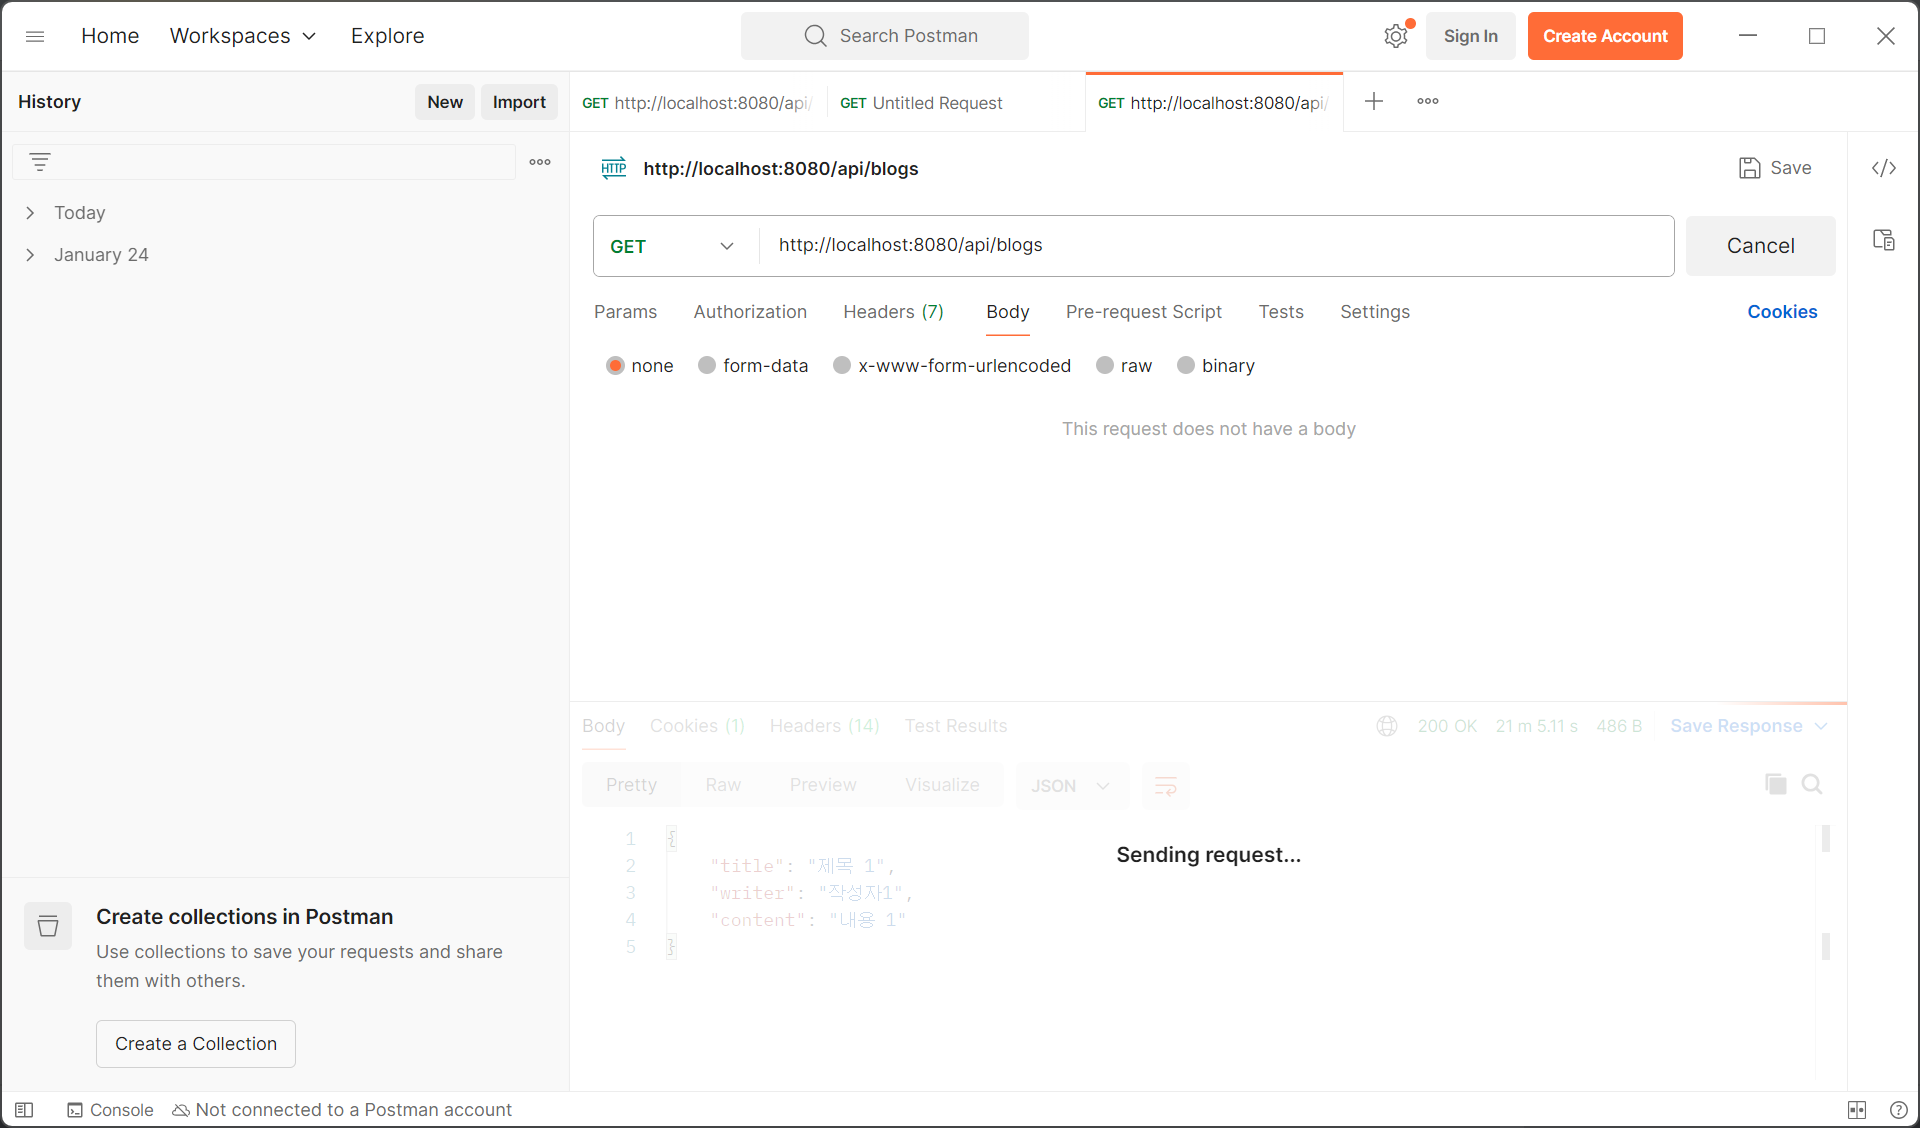 Home Workspaces Explore Search Postman Sign In Create Account
History New Import
GET http://localhost:8080/api/ GET Untitled Request GET http://localhost:8080/api/
Today
January 24
HTTP http://localhost:8080/api/blogs Save
GET http://localhost:8080/api/blogs Cancel
Params Authorization Headers (7) Body Pre-request Script Tests Settings Cookies
none form-data x-www-form-urlencoded raw binary
This request does not have a body
Body Cookies (1) Headers (14) Test Results 200 OK 21 m 5.11 s 486 B Save Response
Pretty Raw Preview Visualize JSON
Sending request...
1 {
2 "title": "제목 1",
3 "writer": "작성자1",
4 "content": "내용 1"
5 }
Create collections in Postman
Use collections to save your requests and share
them with others.
Create a Collection
Console Not connected to a Postman account